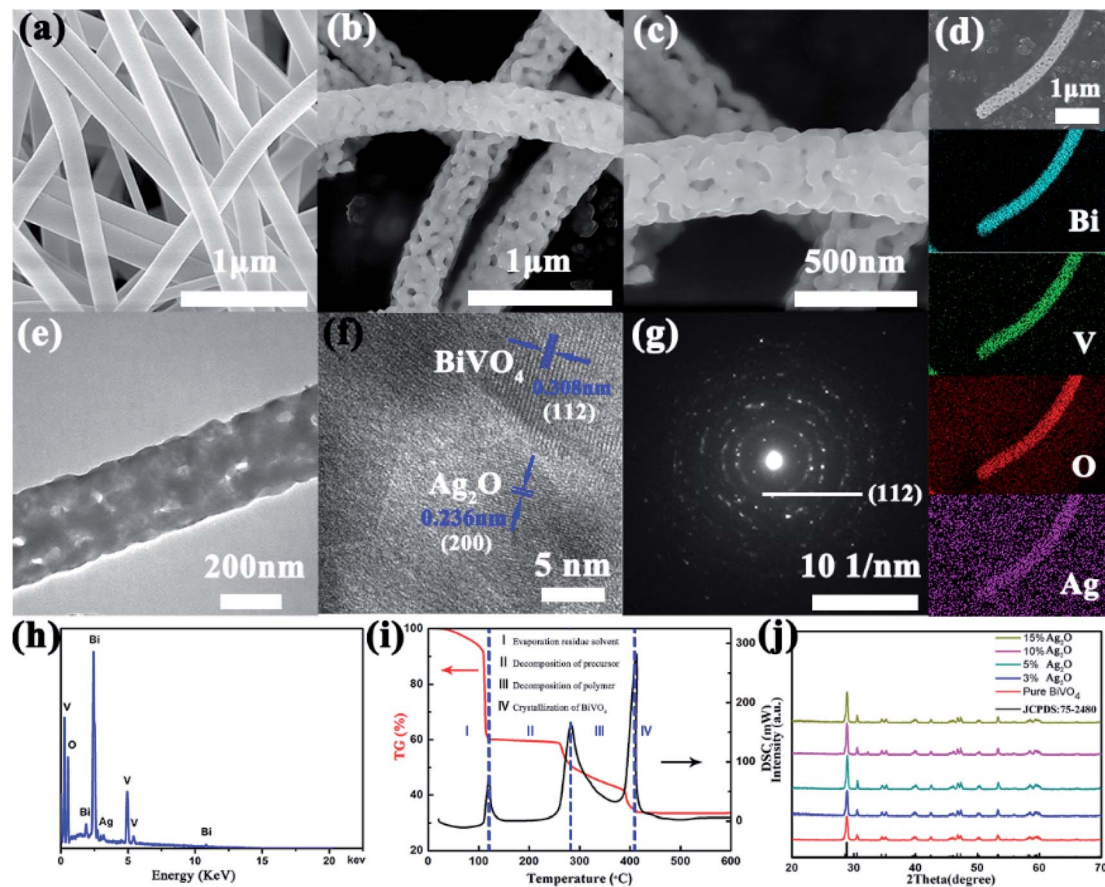 (a)
1μm
(b)
1μm
(c)
500nm
(d)
1μm
Bi
V
O
Ag
(e)
200nm
(f)
BiVO4
0.308nm
(112)
Ag2O
0.236nm
(200)
5 nm
(g)
(112)
10 1/nm
(h)
V
O
Bi
Bi
Ag
V
V
Bi
0 5 10 15 20
kev
Energy (KeV)
(i)
I Evaporation residue solvent
II Decomposition of precursor
III Decomposition of polymer
IV Crystallization of BiVO4
I II III IV
TG (%)
100
80
60
40
20
0 100 200 300 400 500 600
Temperature (°C)
300
200
100
0
DSC (mW)
(j)
15%Ag2O
10%Ag2O
5% Ag2O
3% Ag2O
Pure BiVO4
JCPDS:75-2480
Intensity (a.u.)
20 30 40 50 60 70
2Theta(degree)